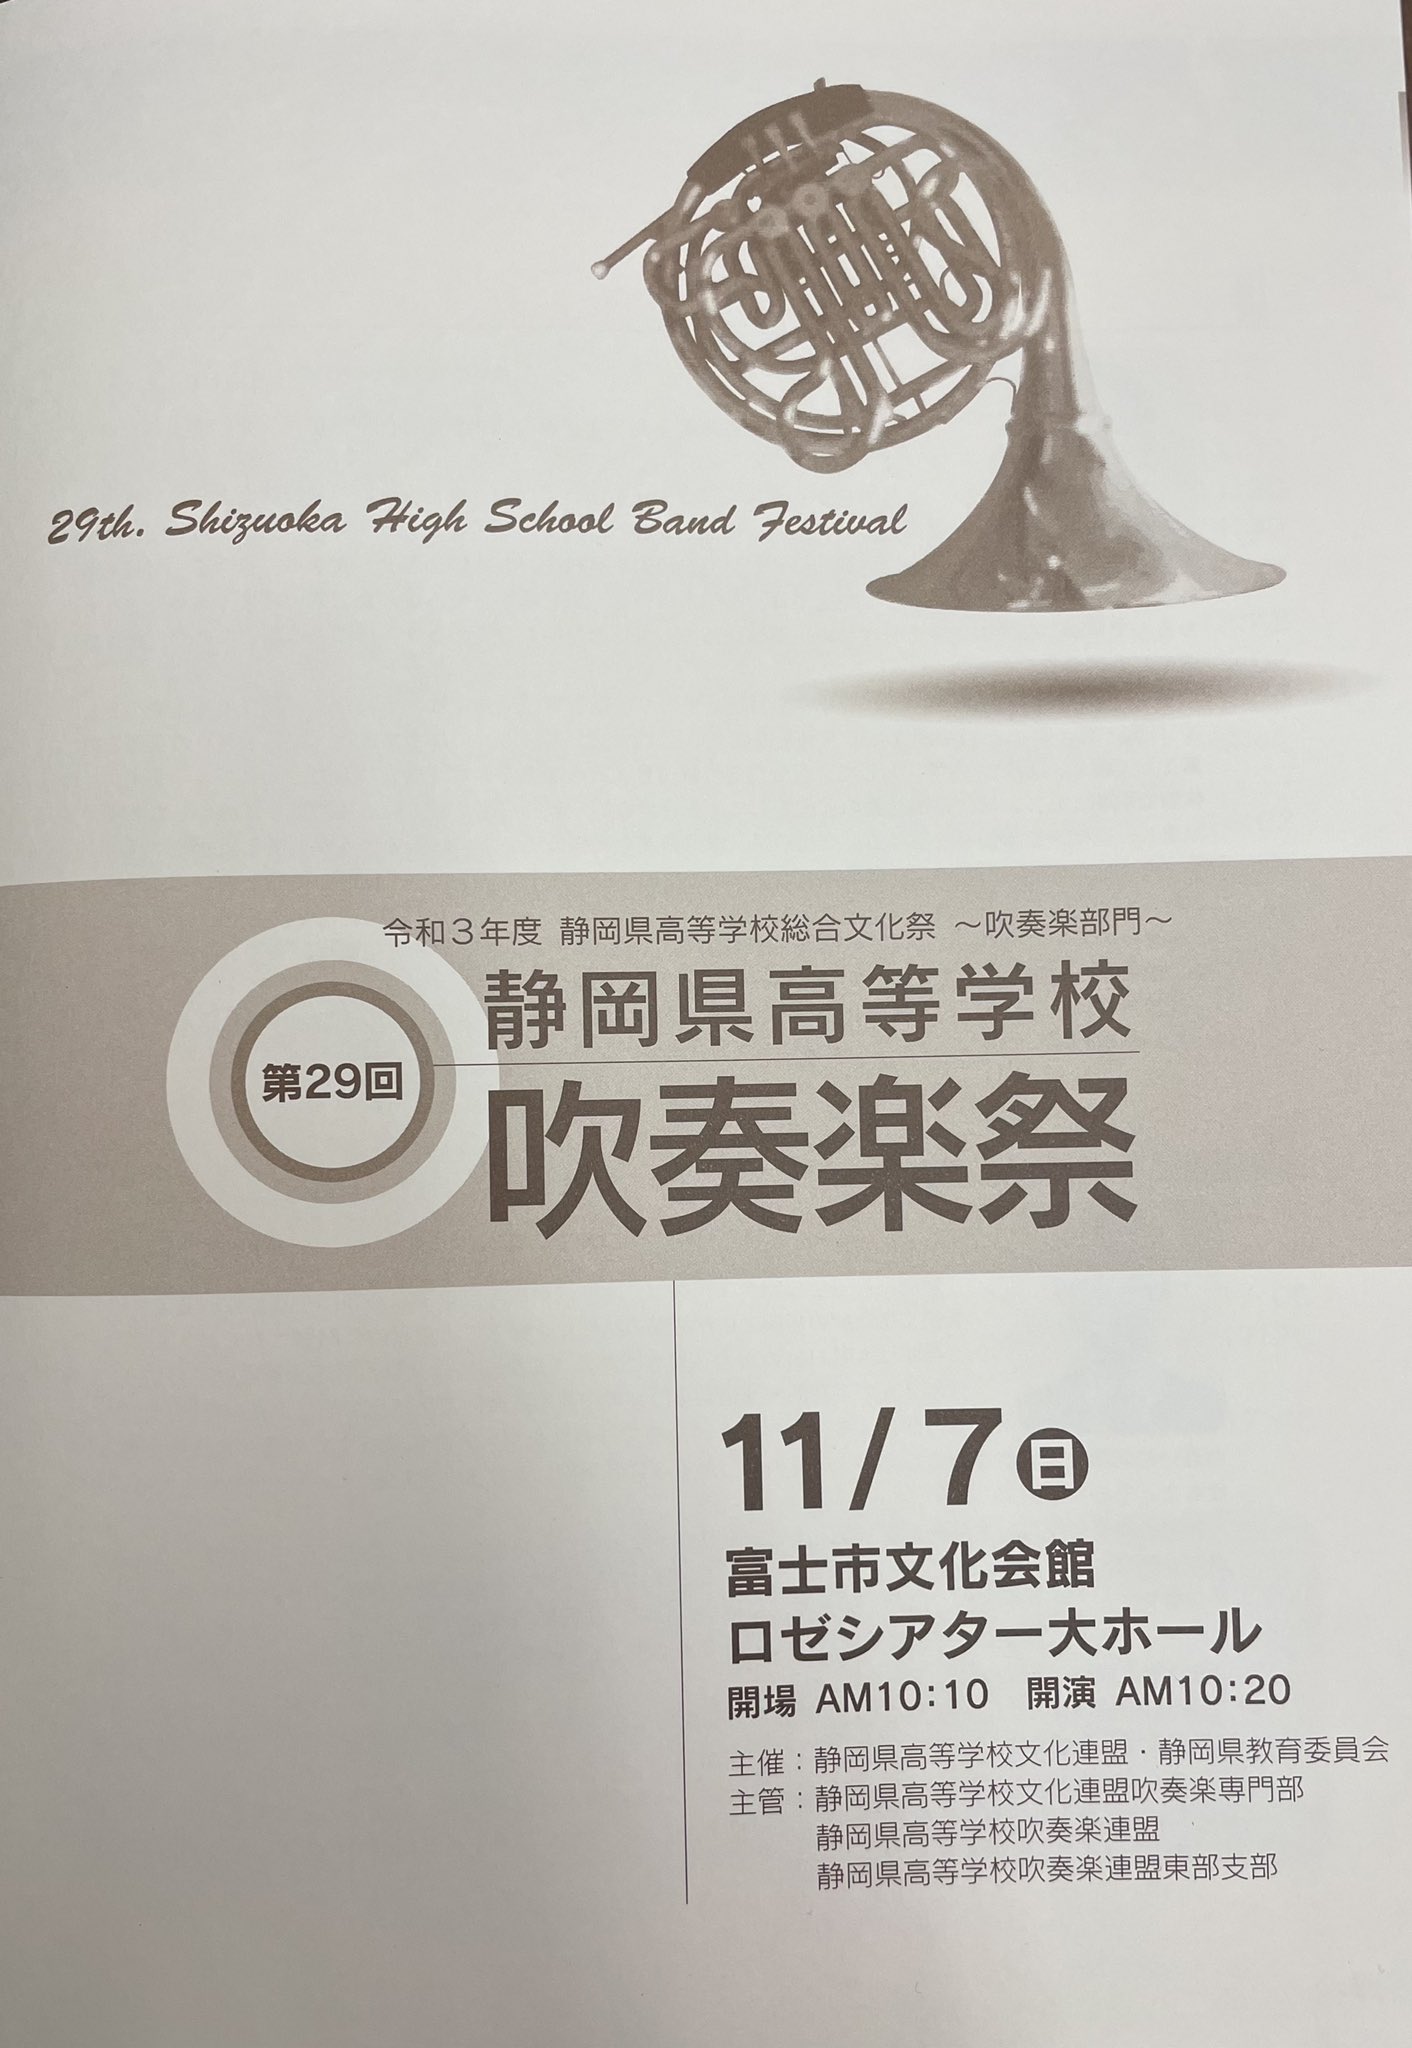 29th. Shizuoka High School Band Festival
令和３年度 静岡県高等学校総合文化祭 ～吹奏楽部門～
第29回
静岡県高等学校
吹奏楽祭
11/7㊐
富士市文化会館
ロゼシアター大ホール
開場 AM10:10 開演 AM10:20
主催：静岡県高等学校文化連盟・静岡県教育委員会
主管：静岡県高等学校文化連盟吹奏楽専門部
静岡県高等学校吹奏楽連盟
静岡県高等学校吹奏楽連盟東部支部